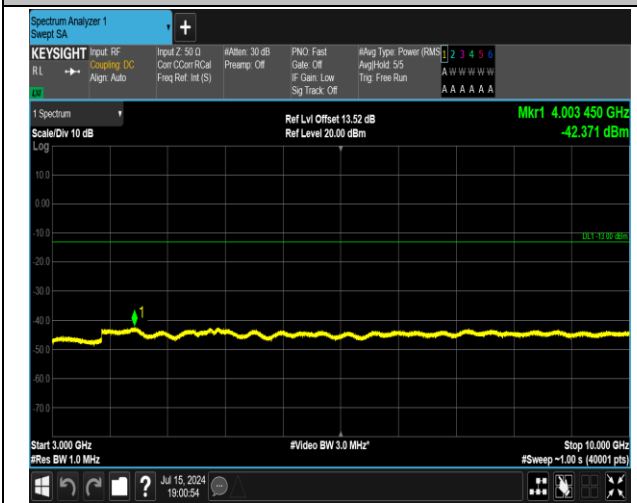 Spectrum Analyzer 1
Swept SA
+
KEYSIGHT Input: RF Input Z: 50 Ω #Atten: 30 dB PNO: Fast #Avg Type: Power (RMS 1 2 3 4 5 6
RL Coupling: DC Corr CCorr RCal Preamp: Off Gate: Off Avg|Hold: 5/5 A W W W W W
Align: Auto Freq Ref: Int (S) IF Gain: Low Trig: Free Run
Sig Track: Off A A A A A A
LXI
1 Spectrum Ref Lvl Offset 13.52 dB Mkr1 4.003 450 GHz
Scale/Div 10 dB Ref Level 20.00 dBm -42.371 dBm
Log
10.0
0.00
-10.0
DL1 -13.00 dBm
-20.0
-30.0
1
-40.0
-50.0
-60.0
-70.0
Start 3.000 GHz #Video BW 3.0 MHz* Stop 10.000 GHz
#Res BW 1.0 MHz #Sweep ~1.00 s (40001 pts)
? Jul 15, 2024
19:00:54